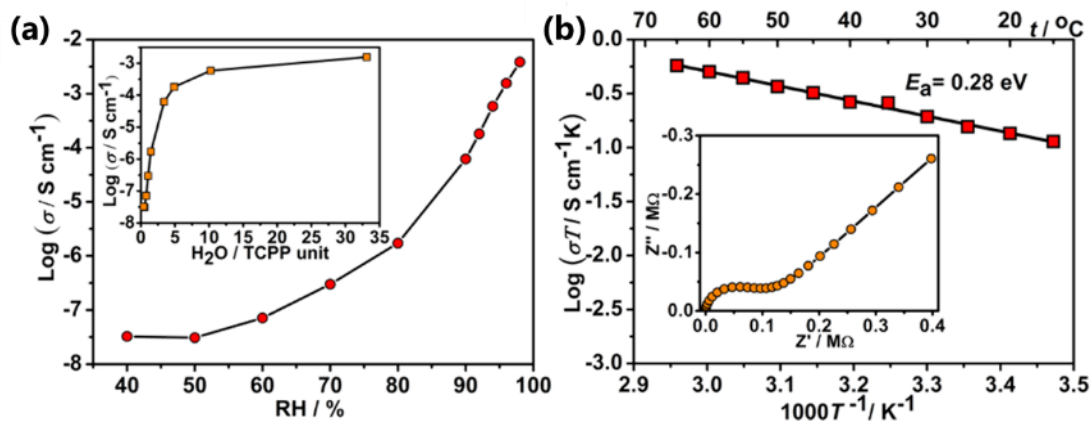 (a)
-2
-3
-4
-5
-6
-7
-8
Log (σ / S cm⁻¹)
40 50 60 70 80 90 100
RH / %
-2
-3
-4
-5
-6
-7
-8
Log (σ / S cm⁻¹)
0 5 10 15 20 25 30 35
H₂O / TCPP unit
(b)
70 60 50 40 30 20 t / °C
0.0
-0.5
-1.0
-1.5
-2.0
-2.5
-3.0
Log (σT / S cm⁻¹K)
Eₐ= 0.28 eV
-0.3
-0.2
-0.1
0.0
Z'' / MΩ
0.0 0.1 0.2 0.3 0.4
Z' / MΩ
2.9 3.0 3.1 3.2 3.3 3.4 3.5
1000T⁻¹/ K⁻¹